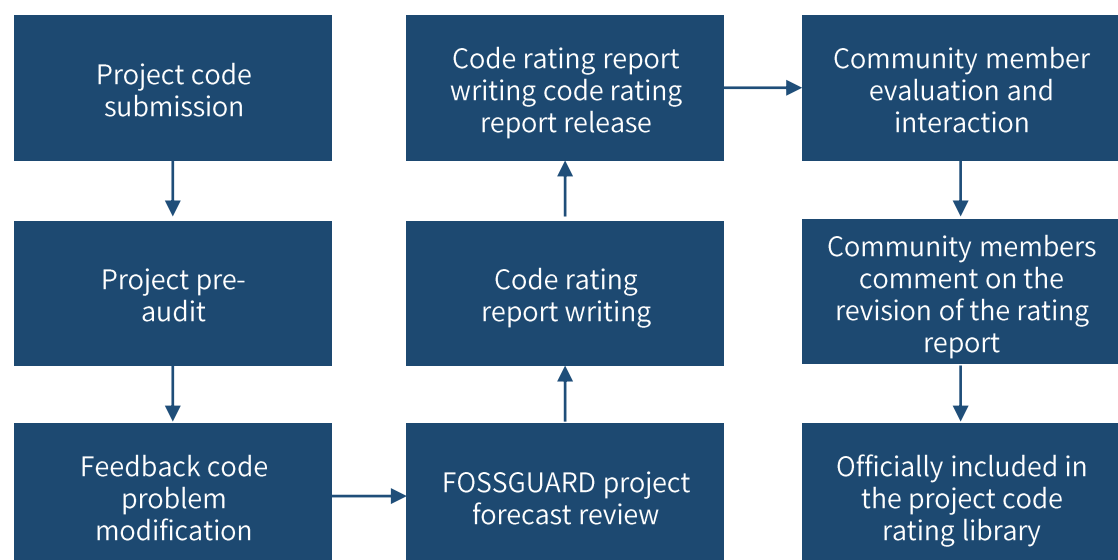 Project code
submission
Project pre-
audit
Feedback code
problem
modification
FOSSGUARD project
forecast review
Code rating
report writing
Code rating report
writing code rating
report release
Community member
evaluation and
interaction
Community members
comment on the
revision of the rating
report
Officially included in
the project code
rating library